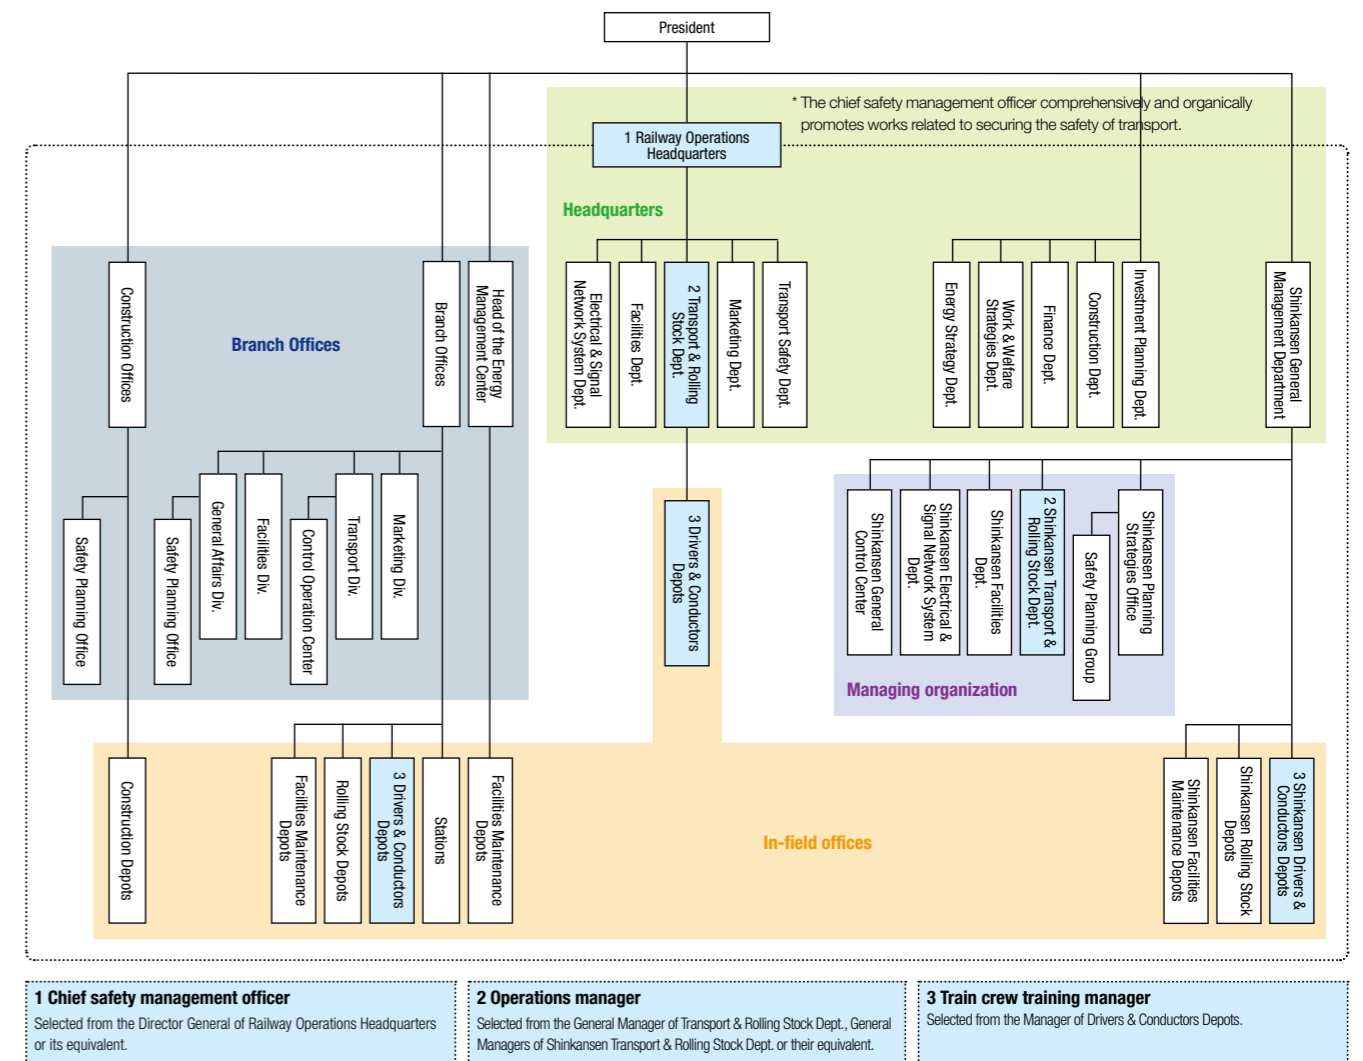 President
* The chief safety management officer comprehensively and organically
promotes works related to securing the safety of transport.
1 Railway Operations
Headquarters
Headquarters
Construction Offices
Branch Offices
Branch Offices
Head of the Energy
Management Center
Electrical & Signal
Network System Dept.
Facilities Dept.
2 Transport & Rolling
Stock Dept.
Marketing Dept.
Transport Safety Dept.
Energy Strategy Dept.
Work & Welfare
Strategies Dept.
Finance Dept.
Construction Dept.
Investment Planning Dept.
Shinkansen General
Management Department
Safety Planning Office
Safety Planning Office
General Affairs Div.
Facilities Div.
Control Operation Center
Transport Div.
Marketing Div.
3 Drivers & Conductors
Depots
Shinkansen General
Control Center
Shinkansen Electrical &
Signal Network System
Dept.
Shinkansen Facilities
Dept.
2 Shinkansen Transport &
Rolling Stock Dept.
Safety Planning Group
Shinkansen Planning
Strategies Office
Managing organization
Construction Depots
Facilities Maintenance
Depots
Rolling Stock Depots
3 Drivers & Conductors
Depots
Stations
Facilities Maintenance
Depots
In-field offices
Shinkansen Facilities
Maintenance Depots
Shinkansen Rolling Stock
Depots
3 Shinkansen Drivers &
Conductors Depots
1 Chief safety management officer
Selected from the Director General of Railway Operations Headquarters
or its equivalent.
2 Operations manager
Selected from the General Manager of Transport & Rolling Stock Dept., General
Managers of Shinkansen Transport & Rolling Stock Dept. or their equivalent.
3 Train crew training manager
Selected from the Manager of Drivers & Conductors Depots.